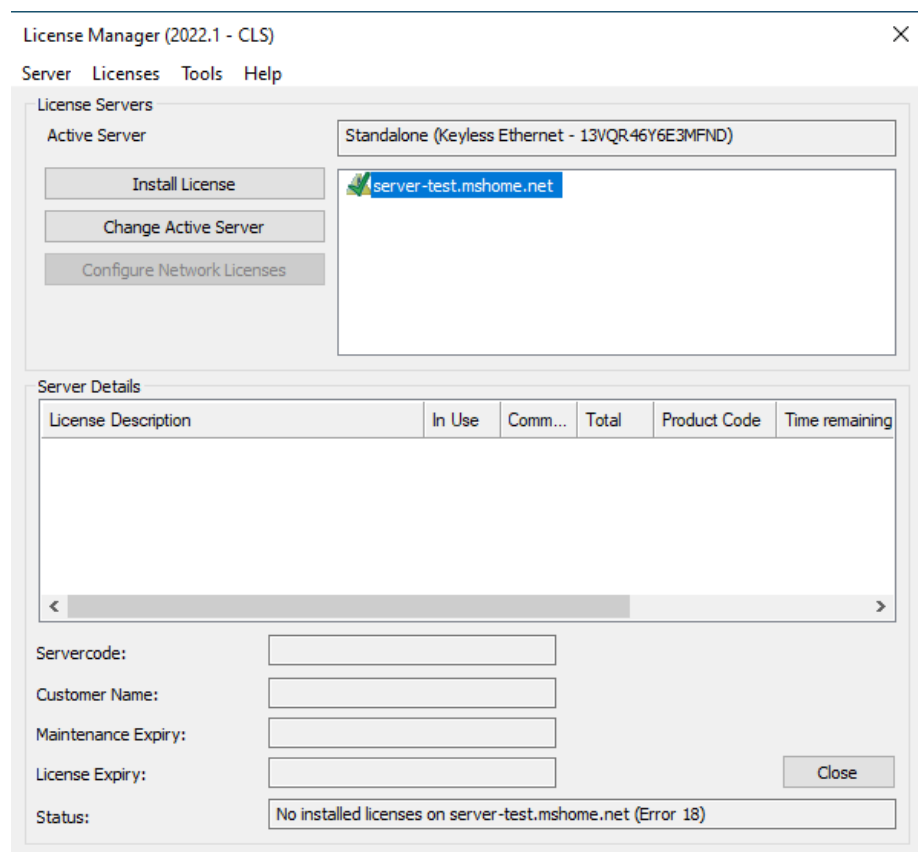 License Manager (2022.1 - CLS)
Server Licenses Tools Help
License Servers
Active Server
Standalone (Keyless Ethernet - 13VQR46Y6E3MFND)
Install License
server-test.mshome.net
Change Active Server
Configure Network Licenses
Server Details
License Description In Use Comm... Total Product Code Time remaining
Servercode:
Customer Name:
Maintenance Expiry:
License Expiry:
Close
Status:
No installed licenses on server-test.mshome.net (Error 18)